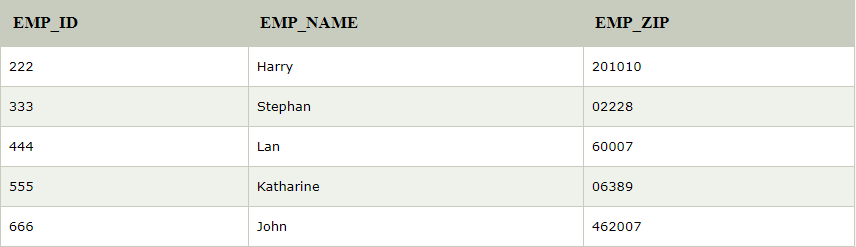 EMP_ID EMP_NAME EMP_ZIP
222 Harry 201010
333 Stephan 02228
444 Lan 60007
555 Katharine 06389
666 John 462007